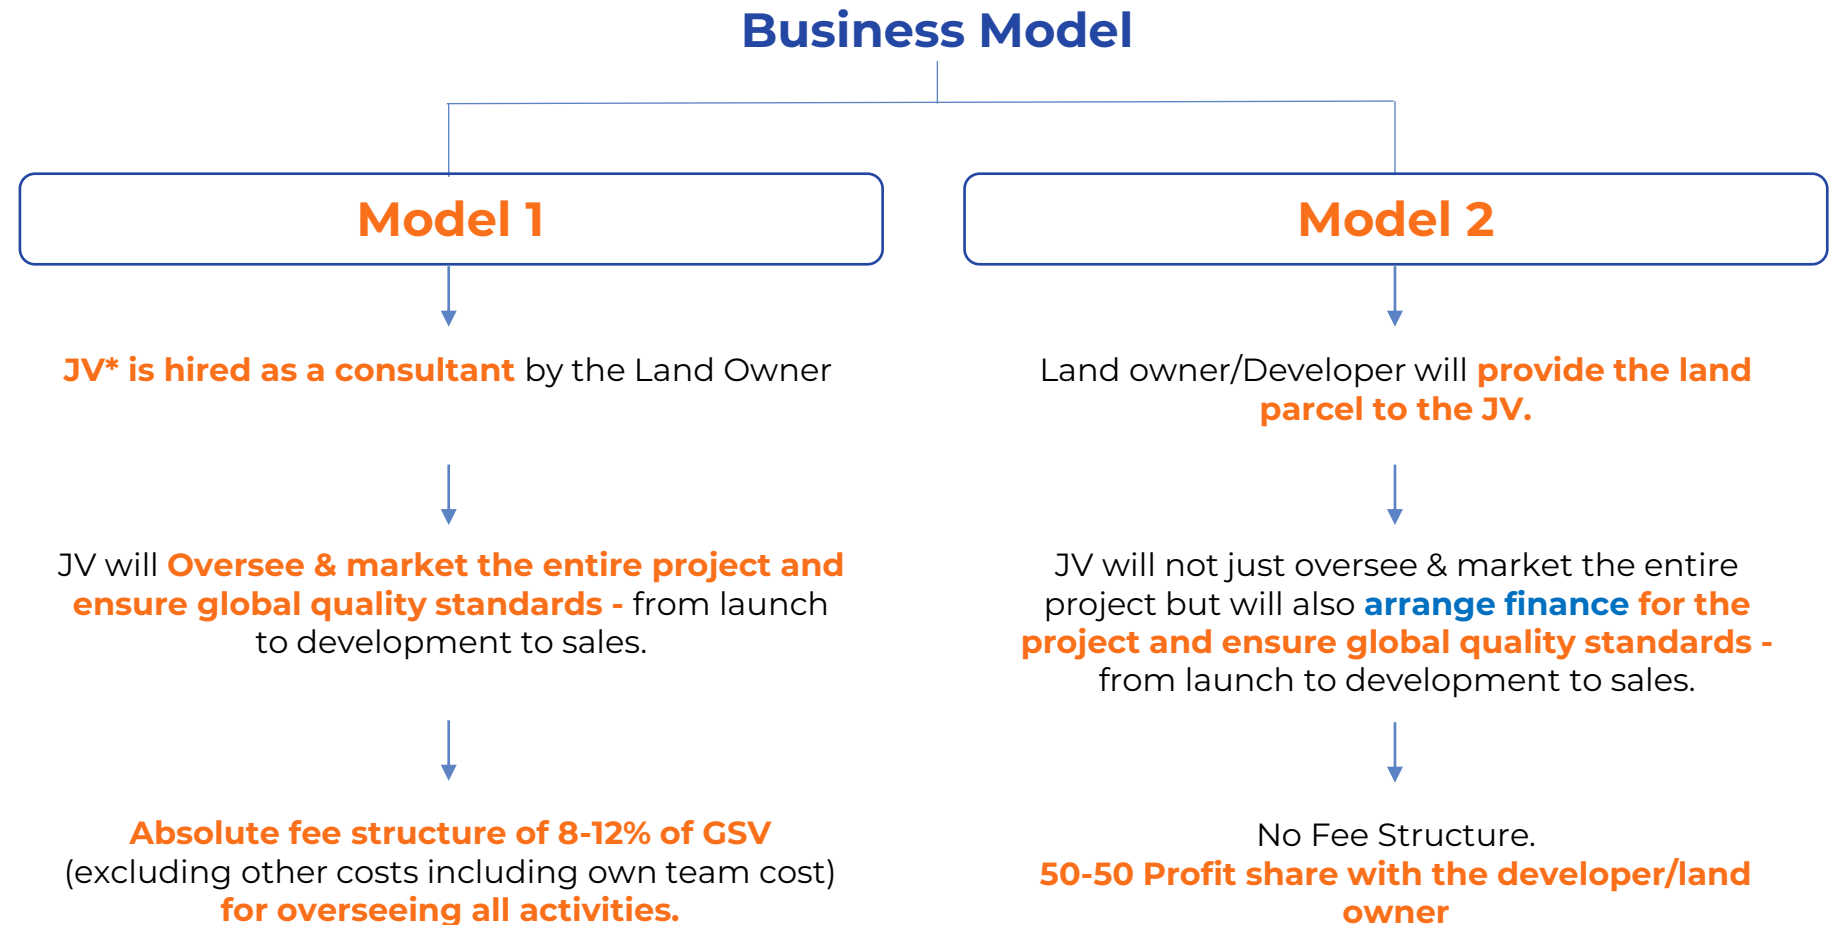 Business Model
Model 1
JV* is hired as a consultant by the Land Owner
JV will Oversee & market the entire project and
ensure global quality standards - from launch
to development to sales.
Absolute fee structure of 8-12% of GSV
(excluding other costs including own team cost)
for overseeing all activities.
Model 2
Land owner/Developer will provide the land
parcel to the JV.
JV will not just oversee & market the entire
project but will also arrange finance for the
project and ensure global quality standards -
from launch to development to sales.
No Fee Structure.
50-50 Profit share with the developer/land
owner